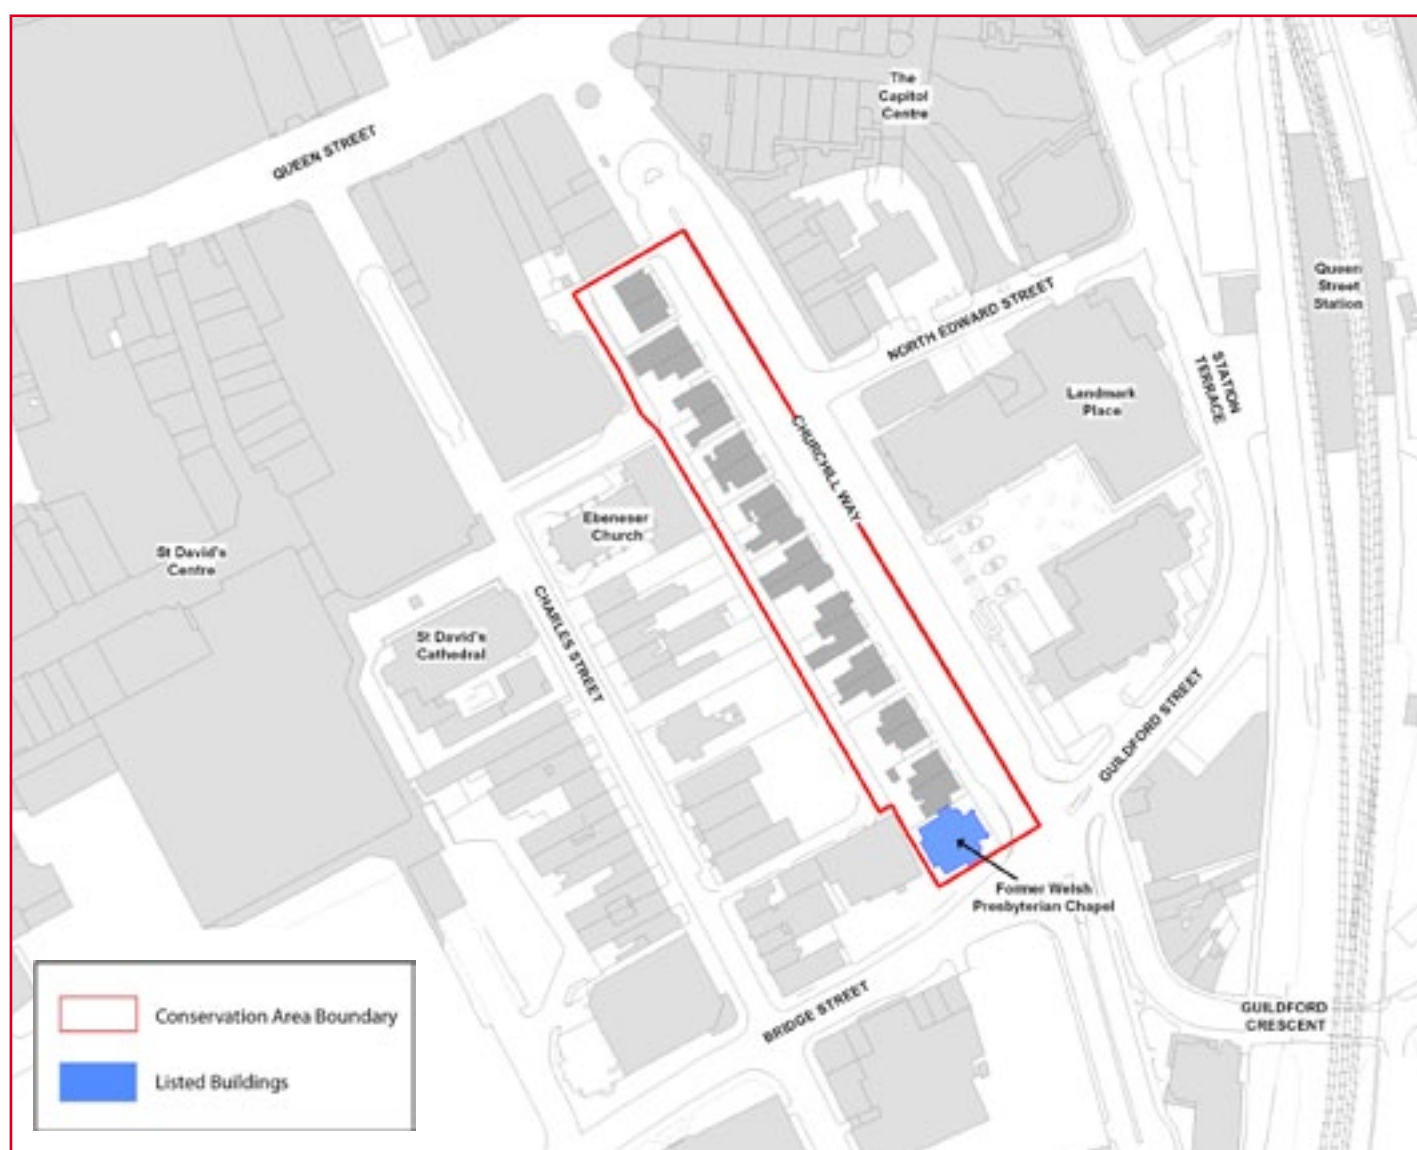 The
Capitol
Centre
QUEEN STREET
Queen
Street
Station
NORTH EDWARD STREET
STATION
TERRACE
Landmark
Place
CHURCHILL WAY
Ebeneser
Church
St David's
Centre
CHARLES STREET
St David's
Cathedral
GUILDFORD STREET
Former Welsh
Presbyterian Chapel
BRIDGE STREET
GUILDFORD
CRESCENT
Conservation Area Boundary
Listed Buildings